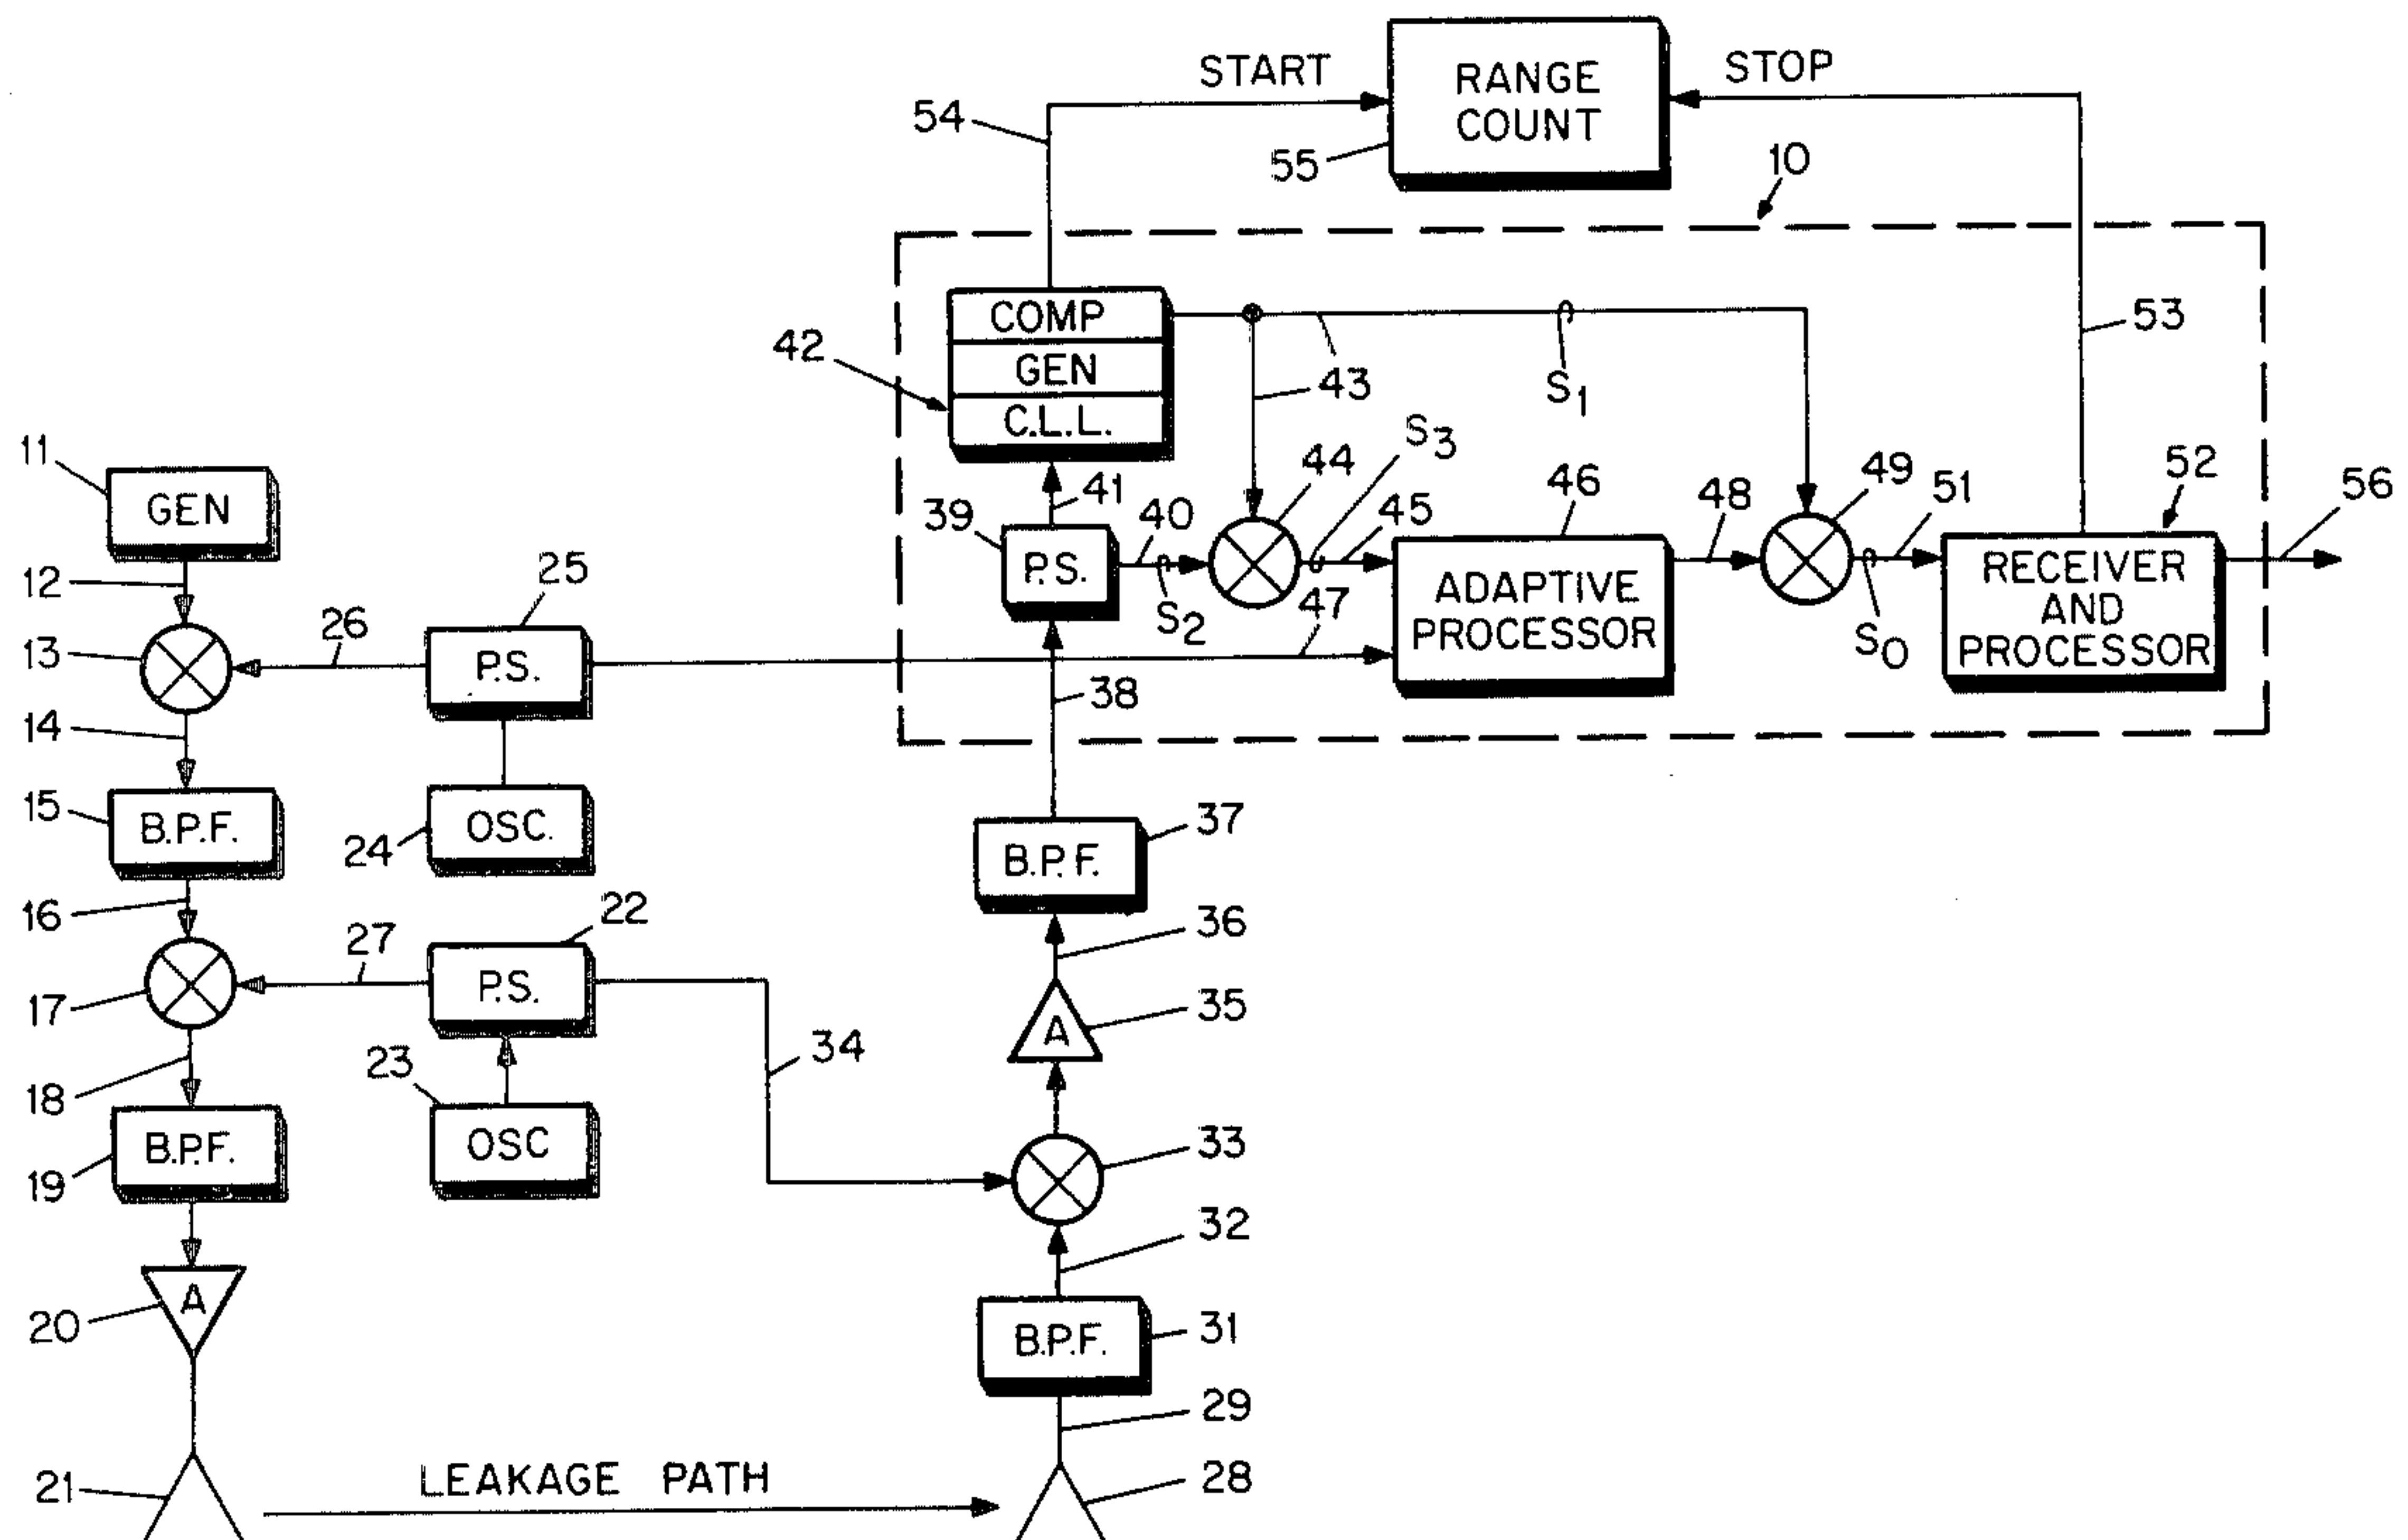 START
RANGE
COUNT
STOP
54
55
10
COMP
GEN
C.L.L.
42
43
S1
53
11
GEN
12
13
14
15
B.P.F.
16
17
18
19
B.P.F.
20
A
21
25
26
P.S.
24
OSC.
22
27
P.S.
23
OSC
34
39
P.S.
41
40
S2
44
S3
45
47
46
ADAPTIVE
PROCESSOR
48
49
51
S0
52
RECEIVER
AND
PROCESSOR
56
38
37
B.P.F.
36
35
A
33
32
31
B.P.F.
29
28
LEAKAGE PATH